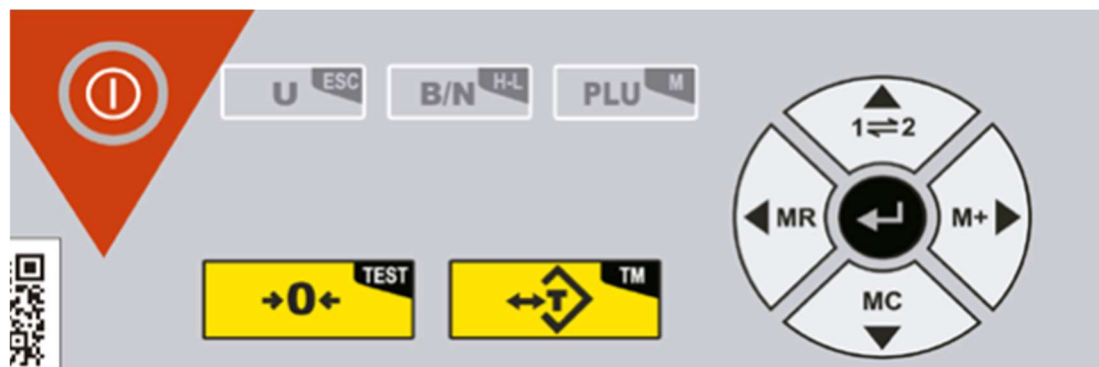 U ESC
B/N H-L
PLU M
1⇌2
MR
M+
MC
→0← TEST
↔T TM